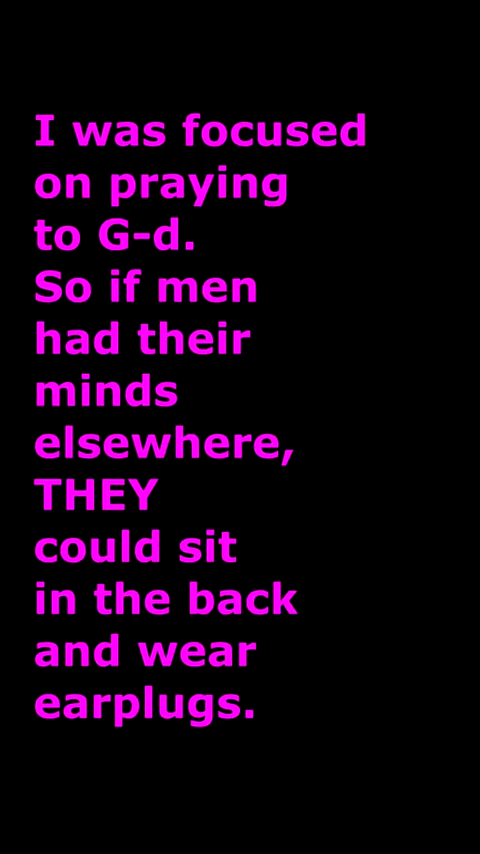 I was focused
on praying
to G-d.
So if men
had their
minds
elsewhere,
THEY
could sit
in the back
and wear
earplugs.